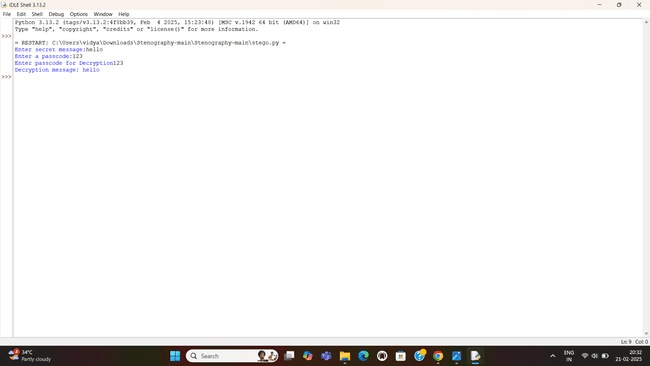 IDLE Shell 3.13.2
File Edit Shell Debug Options Window Help
Python 3.13.2 (tags/v3.13.2:4f8bb39, Feb 4 2025, 15:23:48) [MSC v.1942 64 bit (AMD64)] on win32
Type "help", "copyright", "credits" or "license()" for more information.
>>>
= RESTART: C:\Users\vidya\Downloads\Stenography-main\Stenography-main\stego.py =
Enter secret message:hello
Enter a passcode:123
Enter passcode for Decryption123
Decryption message: hello
>>>
Ln: 9 Col: 0
34°C
Partly cloudy
Search
ENG
IN
20:32
21-02-2025